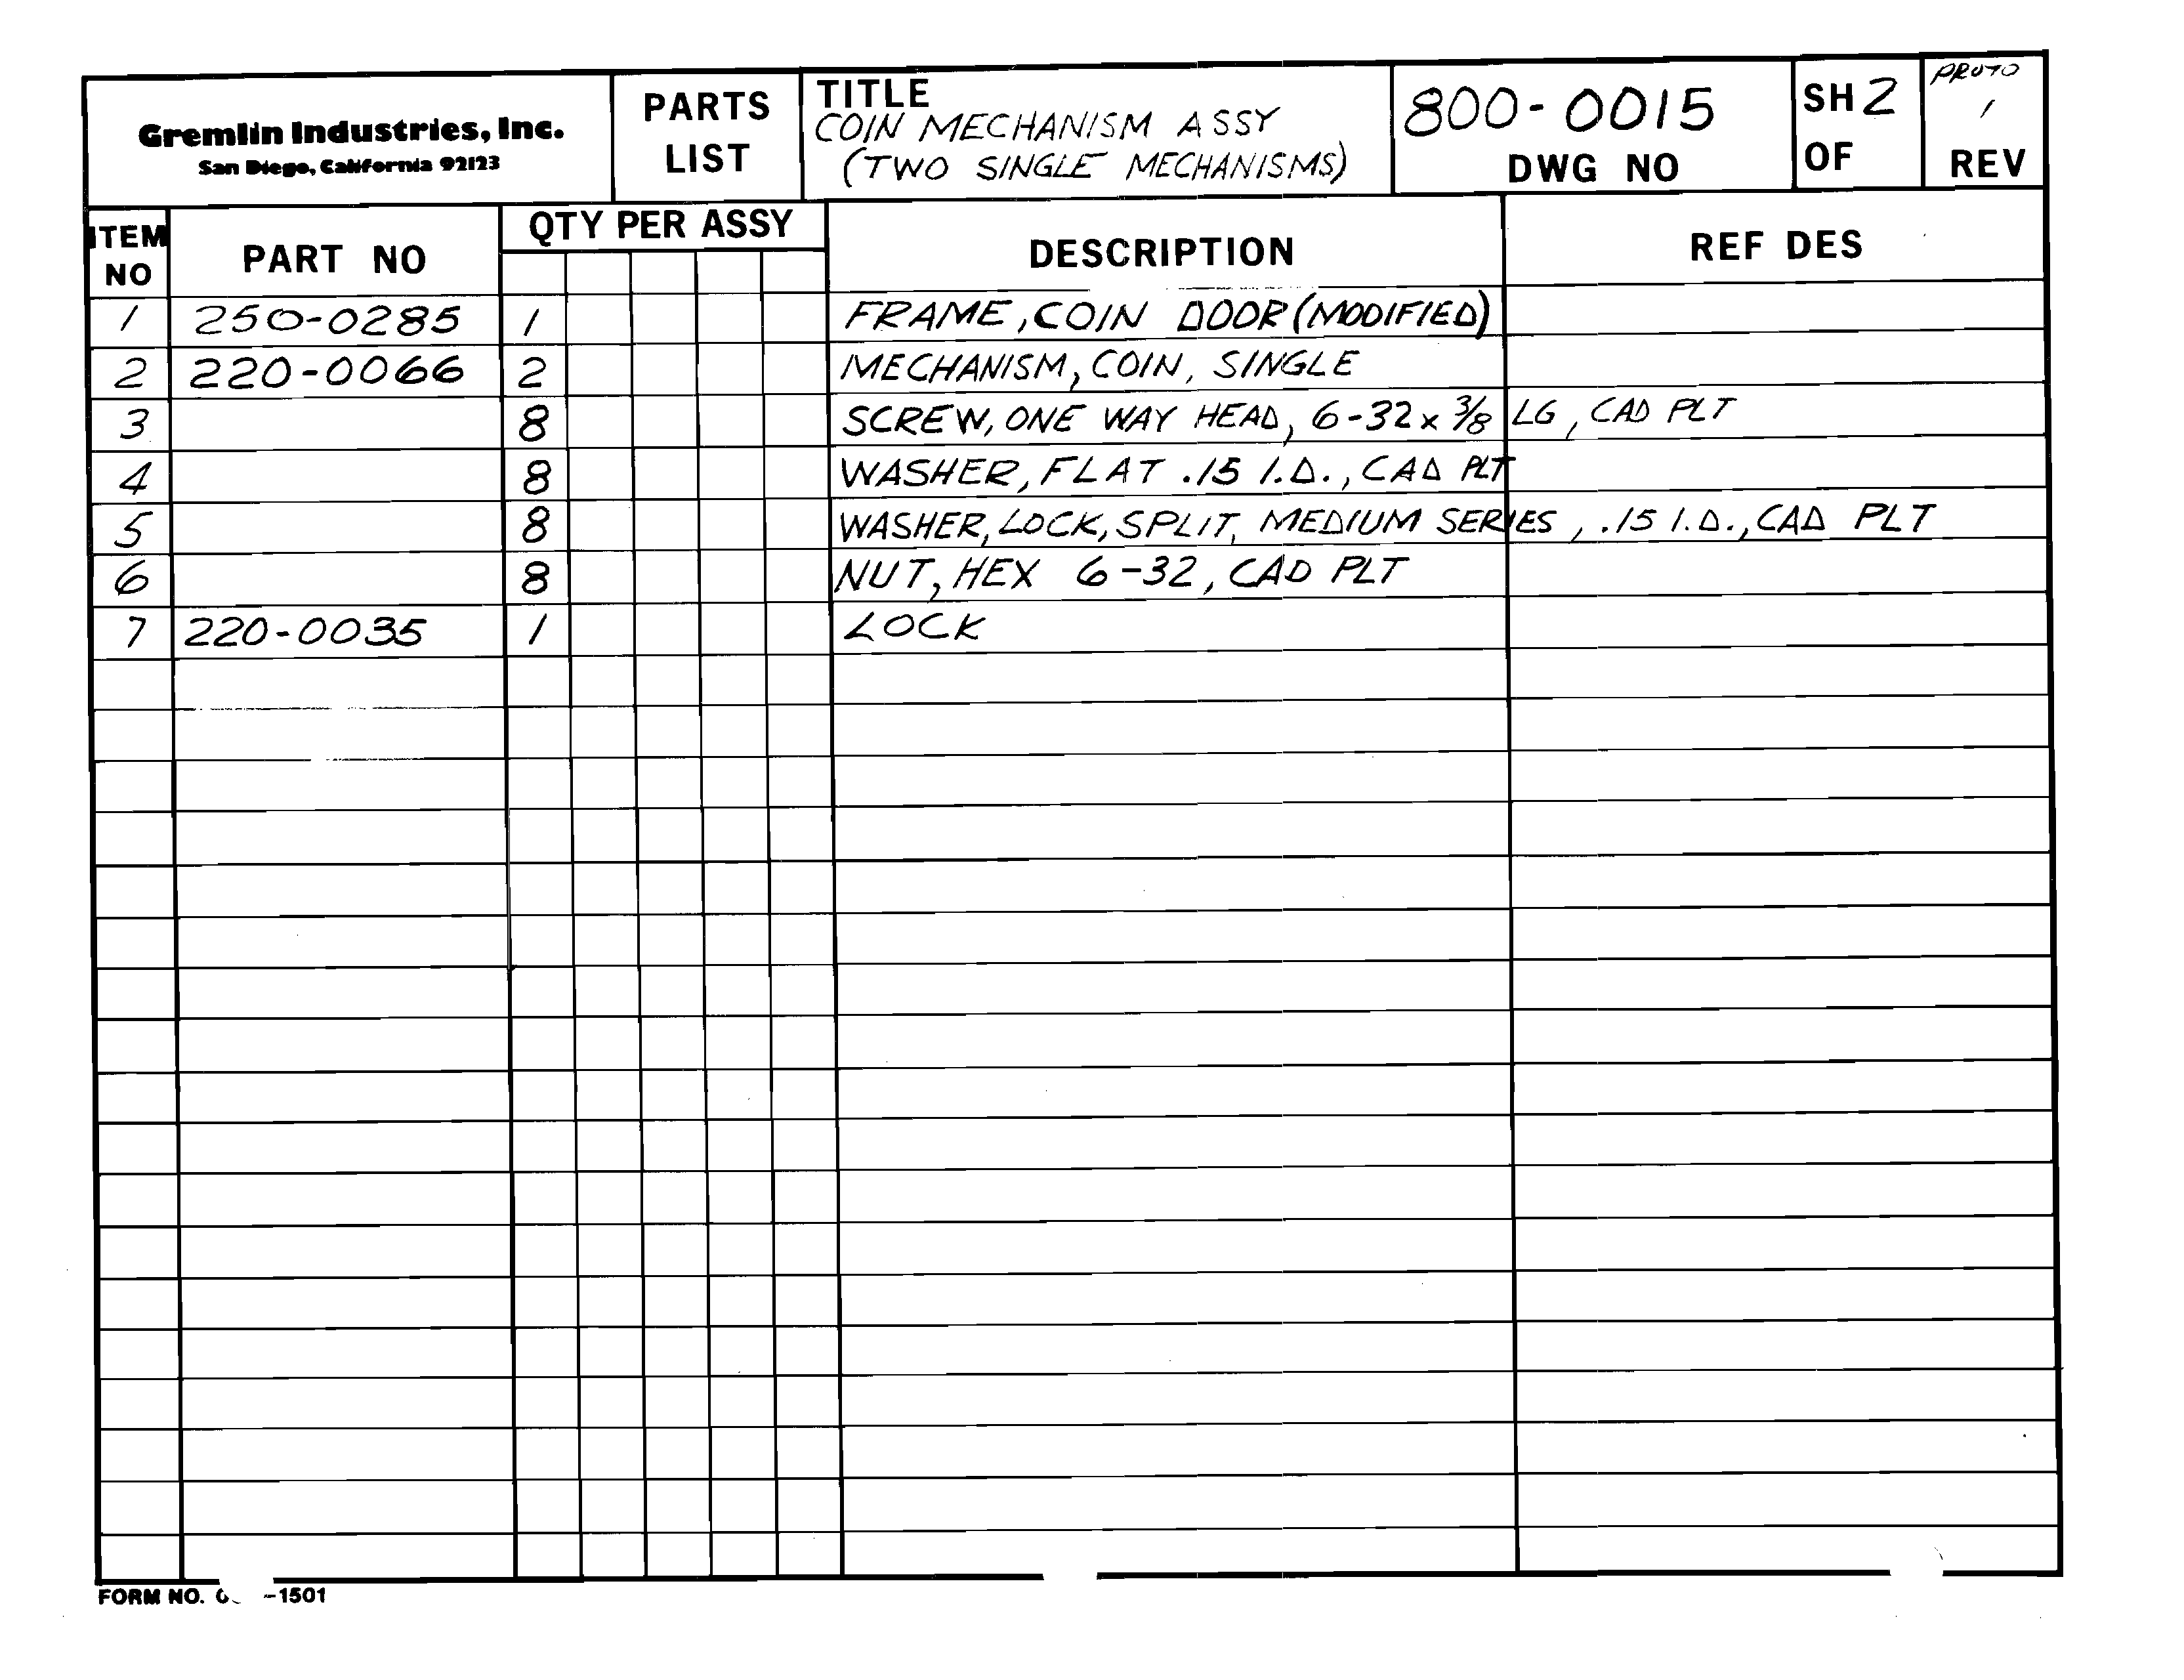 Gremlin Industries, Inc.
San Diego, California 92123
PARTS
LIST
TITLE
COIN MECHANISM ASSY
(TWO SINGLE MECHANISMS)
800-0015
DWG NO
SH 2
OF
PROTO
1
REV
ITEM NO
PART NO
QTY PER ASSY
DESCRIPTION
REF DES
1 250-0285 1 FRAME, COIN DOOR (MODIFIED)
2 220-0066 2 MECHANISM, COIN, SINGLE
3 8 SCREW, ONE WAY HEAD, 6-32 x 3/8 LG, CAD PLT
4 8 WASHER, FLAT .15 I.D., CAD PLT
5 8 WASHER, LOCK, SPLIT, MEDIUM SERIES, .15 I.D., CAD PLT
6 8 NUT, HEX 6-32, CAD PLT
7 220-0035 1 LOCK
FORM NO. -1501